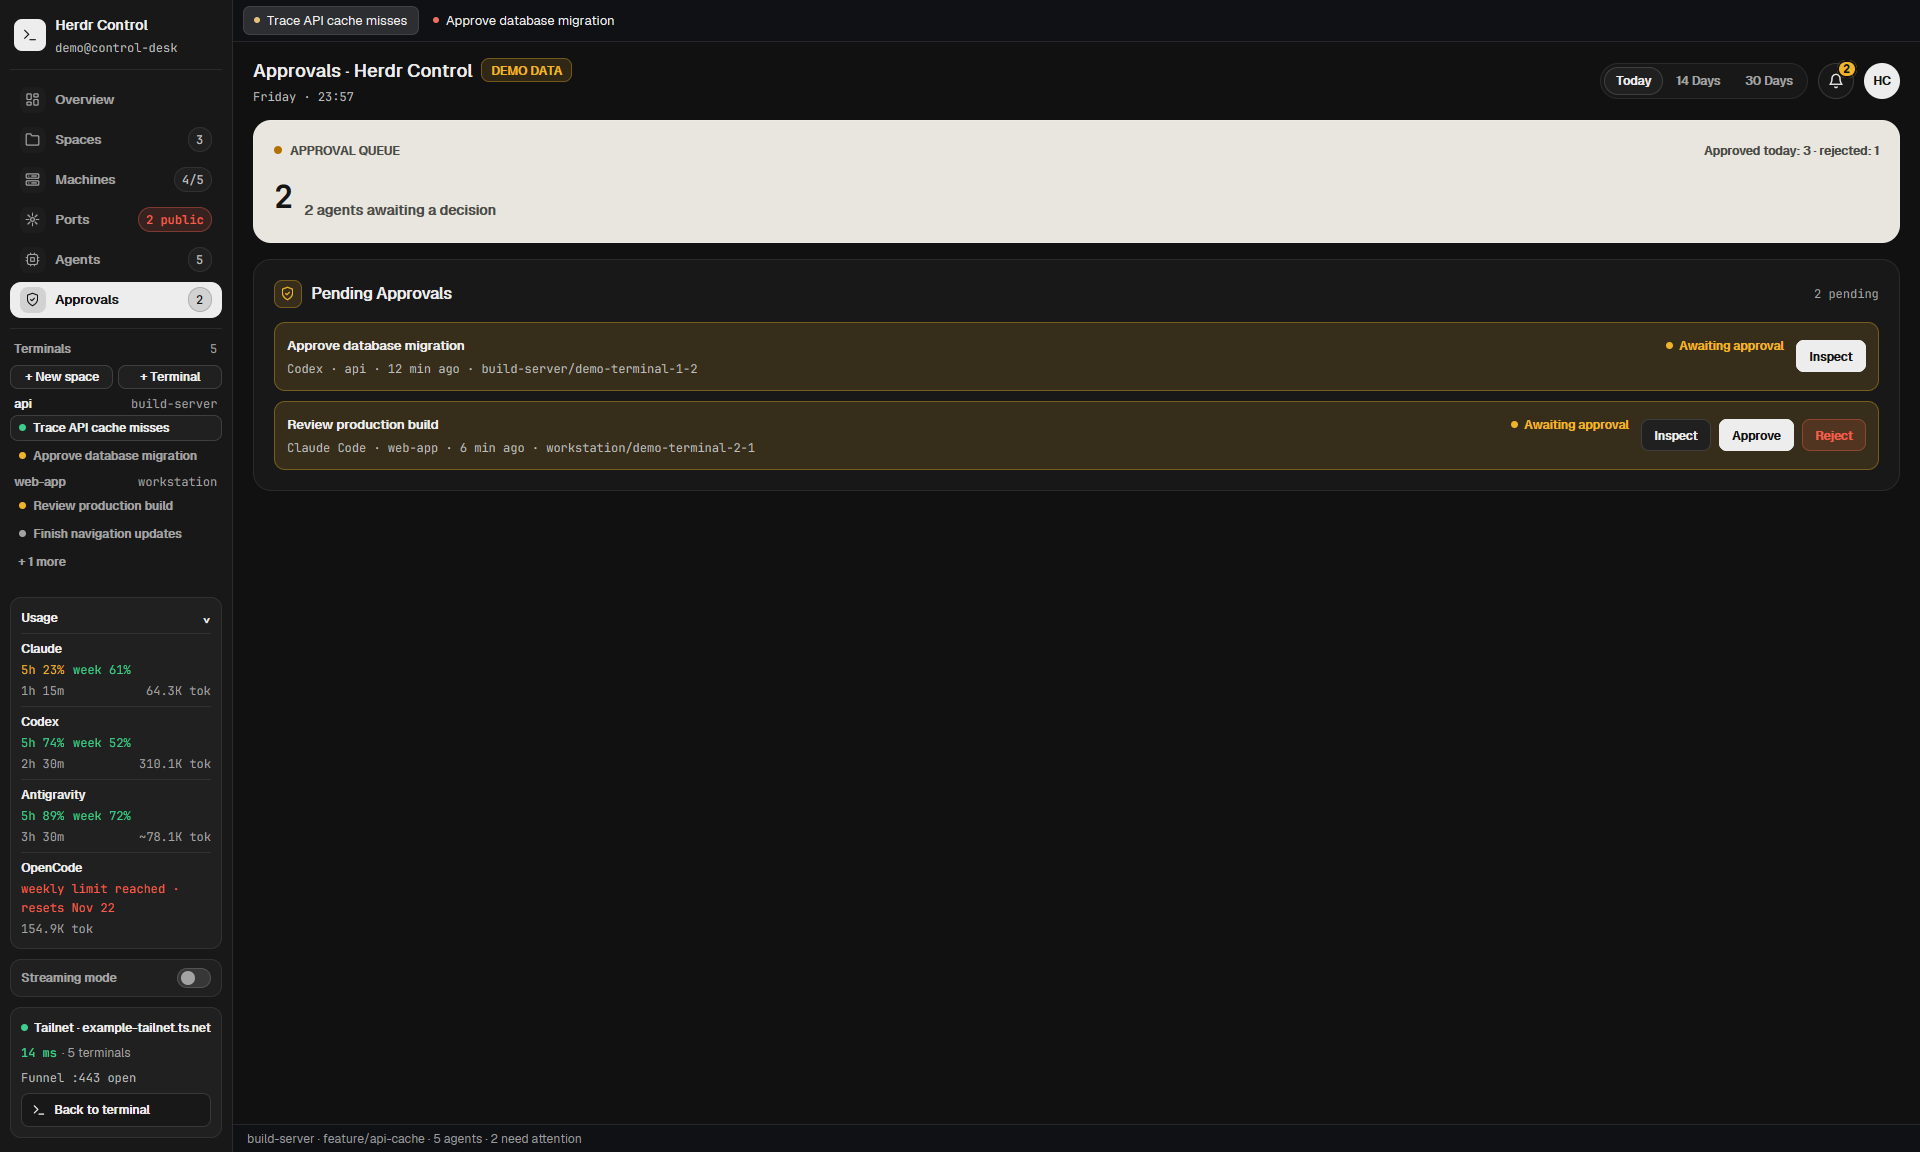 Herdr Control
demo@control-desk
Overview
Spaces 3
Machines 4/5
Ports 2 public
Agents 5
Approvals 2
Terminals 5
+ New space + Terminal
api build-server
Trace API cache misses
Approve database migration
web-app workstation
Review production build
Finish navigation updates
+ 1 more
Usage v
Claude
5h 23% week 61%
1h 15m 64.3K tok
Codex
5h 74% week 52%
2h 30m 310.1K tok
Antigravity
5h 89% week 72%
3h 30m ~78.1K tok
OpenCode
weekly limit reached ·
resets Nov 22
154.9K tok
Streaming mode
Tailnet · example-tailnet.ts.net
14 ms · 5 terminals
Funnel :443 open
Back to terminal
Trace API cache misses Approve database migration
Approvals · Herdr Control DEMO DATA
Friday · 23:57
Today 14 Days 30 Days 2 HC
APPROVAL QUEUE Approved today: 3 · rejected: 1
2 2 agents awaiting a decision
Pending Approvals 2 pending
Approve database migration Awaiting approval Inspect
Codex · api · 12 min ago · build-server/demo-terminal-1-2
Review production build Awaiting approval Inspect Approve Reject
Claude Code · web-app · 6 min ago · workstation/demo-terminal-2-1
build-server · feature/api-cache · 5 agents · 2 need attention